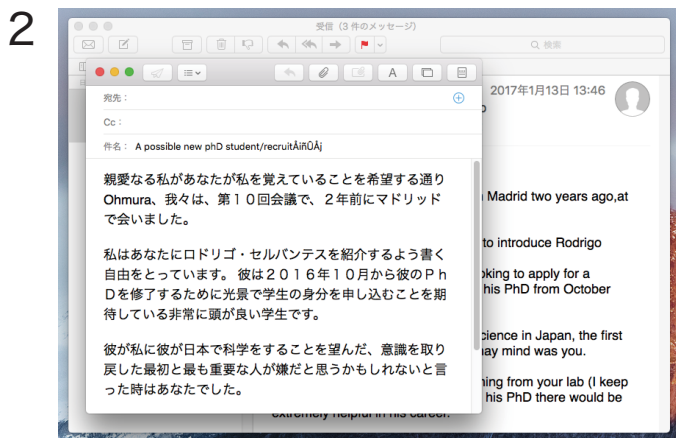 2
受信（3 件のメッセージ）
検索
宛先：
Cc：
件名： A possible new phD student/recruitÅiñÛÅj
親愛なる私があなたが私を覚えていることを希望する通り
Ohmura、我々は、第１０回会議で、２年前にマドリッド
で会いました。
私はあなたにロドリゴ・セルバンテスを紹介するよう書く
自由をとっています。 彼は２０１６年１０月から彼のＰｈ
Ｄを修了するために光景で学生の身分を申し込むことを期
待している非常に頭が良い学生です。
彼が私に彼が日本で科学をすることを望んだ、意識を取り
戻した最初と最も重要な人が嫌だと思うかもしれないと言
った時はあなたでした。
2017年1月13日 13:46
Madrid two years ago,at
to introduce Rodrigo
king to apply for a
his PhD from October
cience in Japan, the first
ay mind was you.
ning from your lab (I keep
his PhD there would be
extremely helpful in his career.